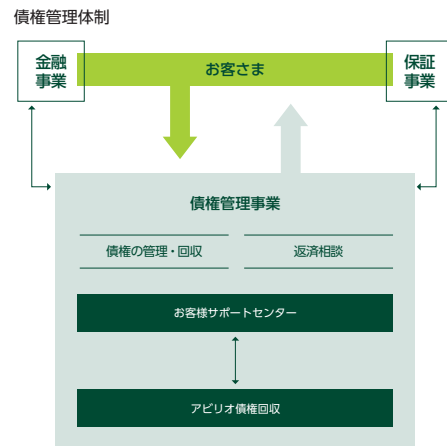 債権管理体制
金融
事業
お客さま
保証
事業
債権管理事業
債権の管理・回収
返済相談
お客様サポートセンター
アビリオ債権回収